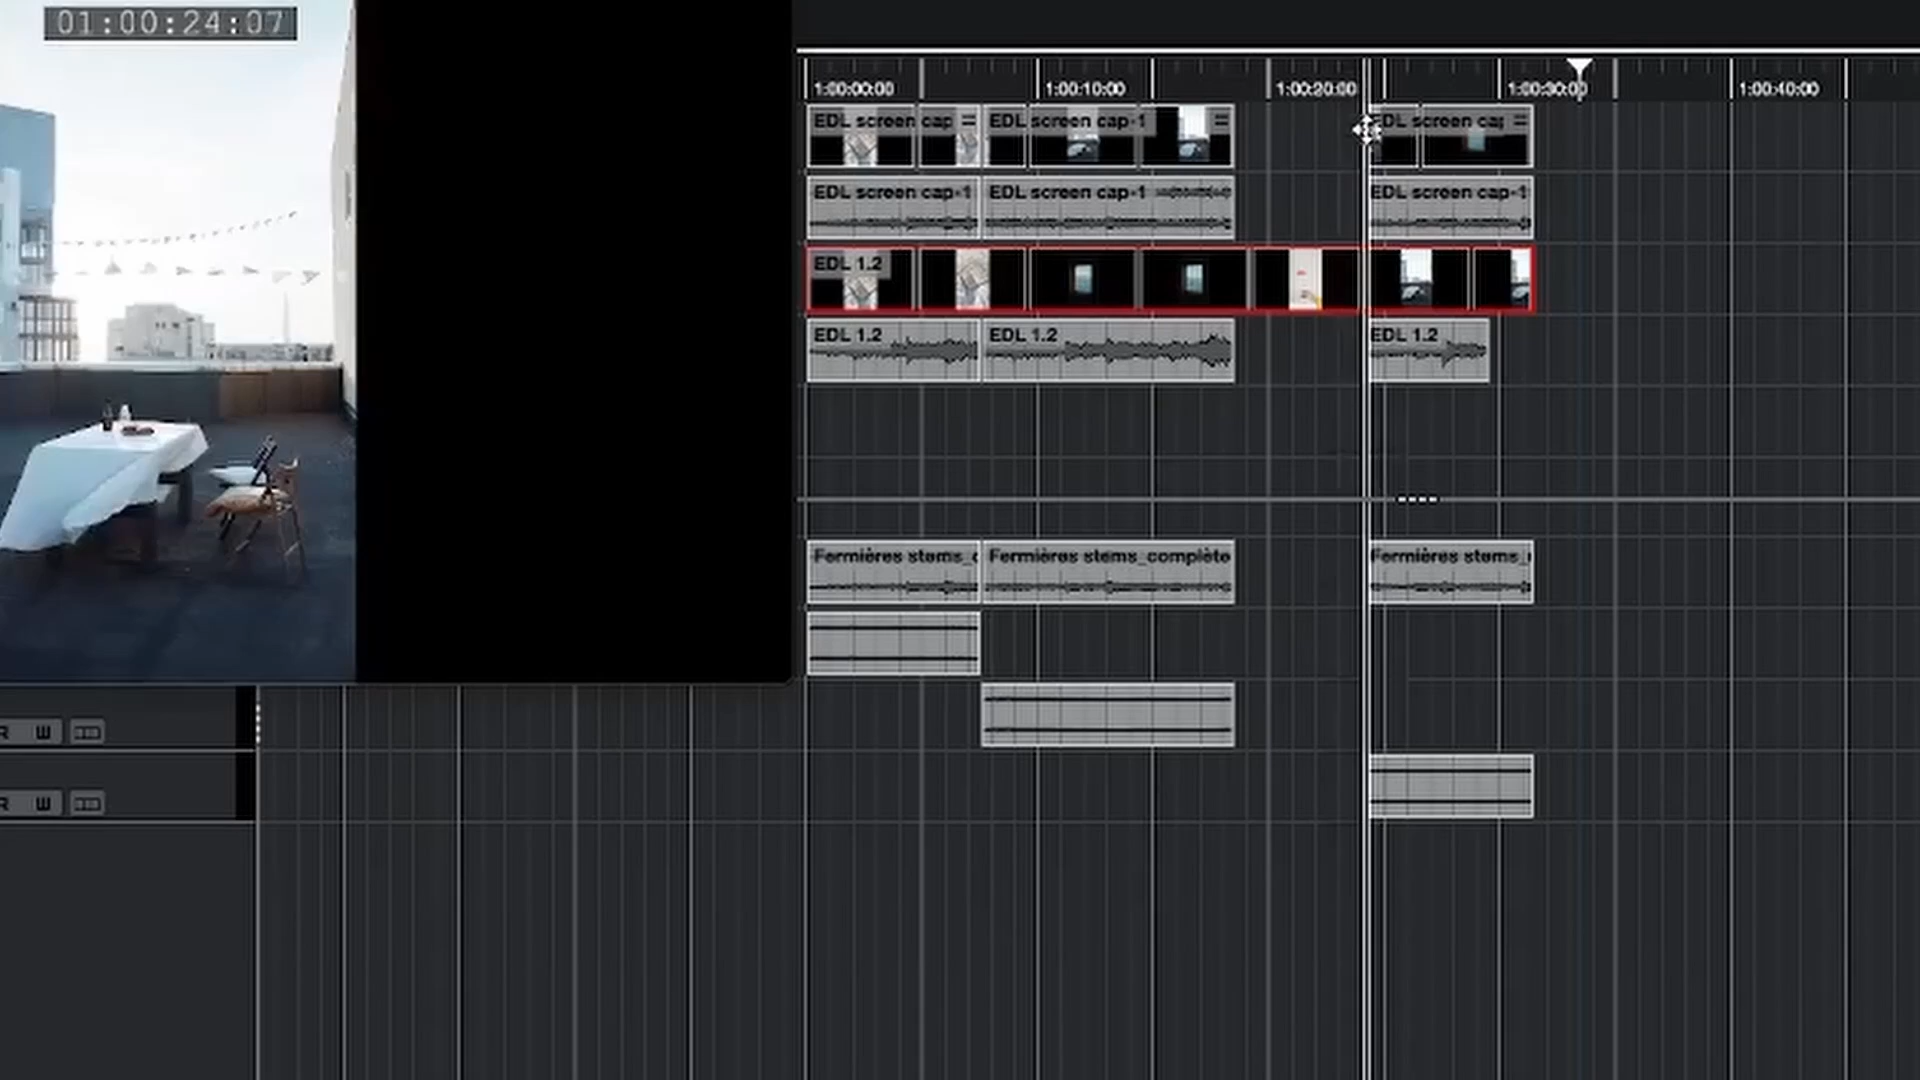 01:00:24:07
1:00:00:00 1:00:10:00 1:00:20:00 1:00:30:00 1:00:40:00
EDL screen cap EDL screen cap-1 EDL screen cap
EDL screen cap-1 EDL screen cap-1 EDL screen cap-1
EDL 1.2
EDL 1.2 EDL 1.2 EDL 1.2
Fermières stems_c Fermières stems_complète Fermières stems_
R W
R W